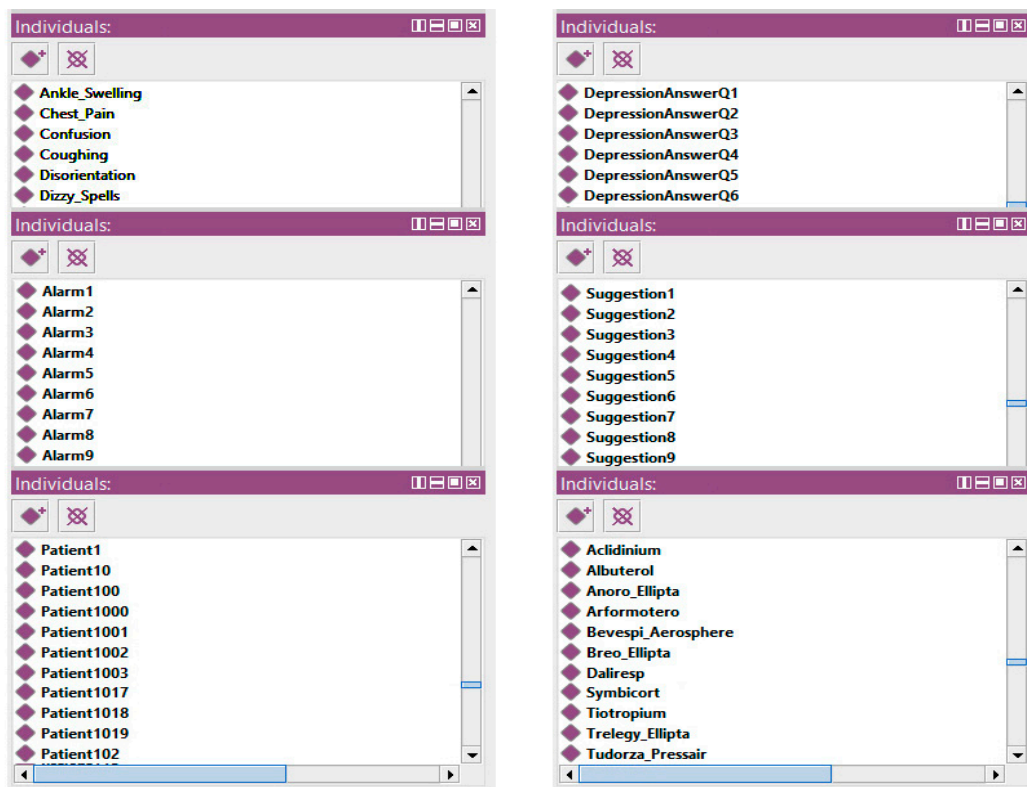 Individuals:
Ankle_Swelling
Chest_Pain
Confusion
Coughing
Disorientation
Dizzy_Spells
Individuals:
Alarm1
Alarm2
Alarm3
Alarm4
Alarm5
Alarm6
Alarm7
Alarm8
Alarm9
Individuals:
Patient1
Patient10
Patient100
Patient1000
Patient1001
Patient1002
Patient1003
Patient1017
Patient1018
Patient1019
Patient102
Individuals:
DepressionAnswerQ1
DepressionAnswerQ2
DepressionAnswerQ3
DepressionAnswerQ4
DepressionAnswerQ5
DepressionAnswerQ6
Individuals:
Suggestion1
Suggestion2
Suggestion3
Suggestion4
Suggestion5
Suggestion6
Suggestion7
Suggestion8
Suggestion9
Individuals:
Aclidinium
Albuterol
Anoro_Ellipta
Arformotero
Bevespi_Aerosphere
Breo_Ellipta
Daliresp
Symbicort
Tiotropium
Trelegy_Ellipta
Tudorza_Pressair